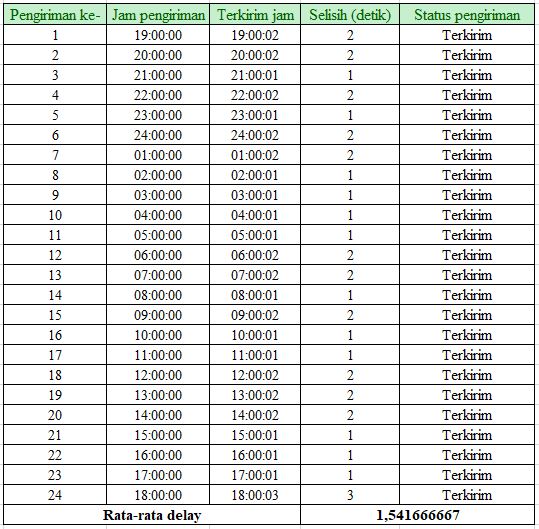 Pengiriman ke- Jam pengiriman Terkirim jam Selisih (detik) Status pengiriman
1 19:00:00 19:00:02 2 Terkirim
2 20:00:00 20:00:02 2 Terkirim
3 21:00:00 21:00:01 1 Terkirim
4 22:00:00 22:00:02 2 Terkirim
5 23:00:00 23:00:01 1 Terkirim
6 24:00:00 24:00:02 2 Terkirim
7 01:00:00 01:00:02 2 Terkirim
8 02:00:00 02:00:01 1 Terkirim
9 03:00:00 03:00:01 1 Terkirim
10 04:00:00 04:00:01 1 Terkirim
11 05:00:00 05:00:01 1 Terkirim
12 06:00:00 06:00:02 2 Terkirim
13 07:00:00 07:00:02 2 Terkirim
14 08:00:00 08:00:01 1 Terkirim
15 09:00:00 09:00:02 2 Terkirim
16 10:00:00 10:00:01 1 Terkirim
17 11:00:00 11:00:01 1 Terkirim
18 12:00:00 12:00:02 2 Terkirim
19 13:00:00 13:00:02 2 Terkirim
20 14:00:00 14:00:02 2 Terkirim
21 15:00:00 15:00:01 1 Terkirim
22 16:00:00 16:00:01 1 Terkirim
23 17:00:00 17:00:01 1 Terkirim
24 18:00:00 18:00:03 3 Terkirim
Rata-rata delay 1,541666667